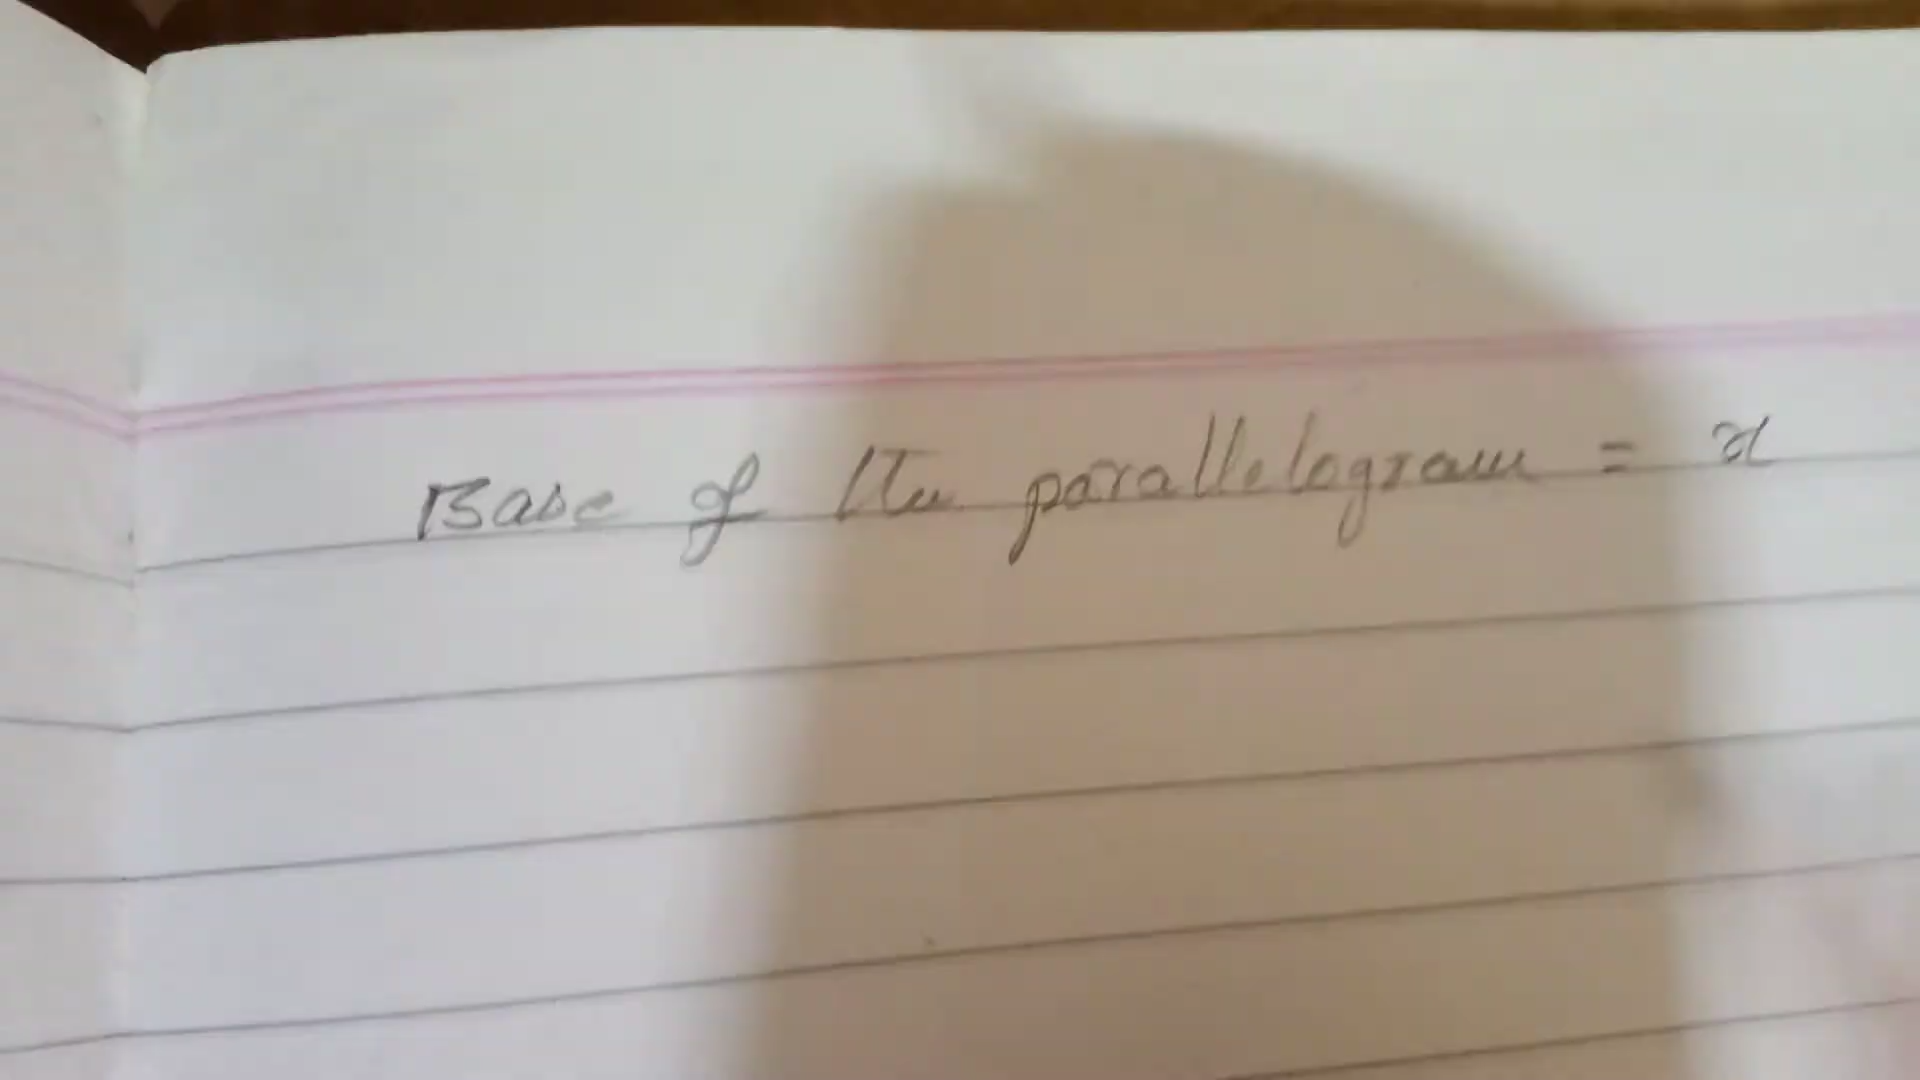 Base of the parallelogram = x